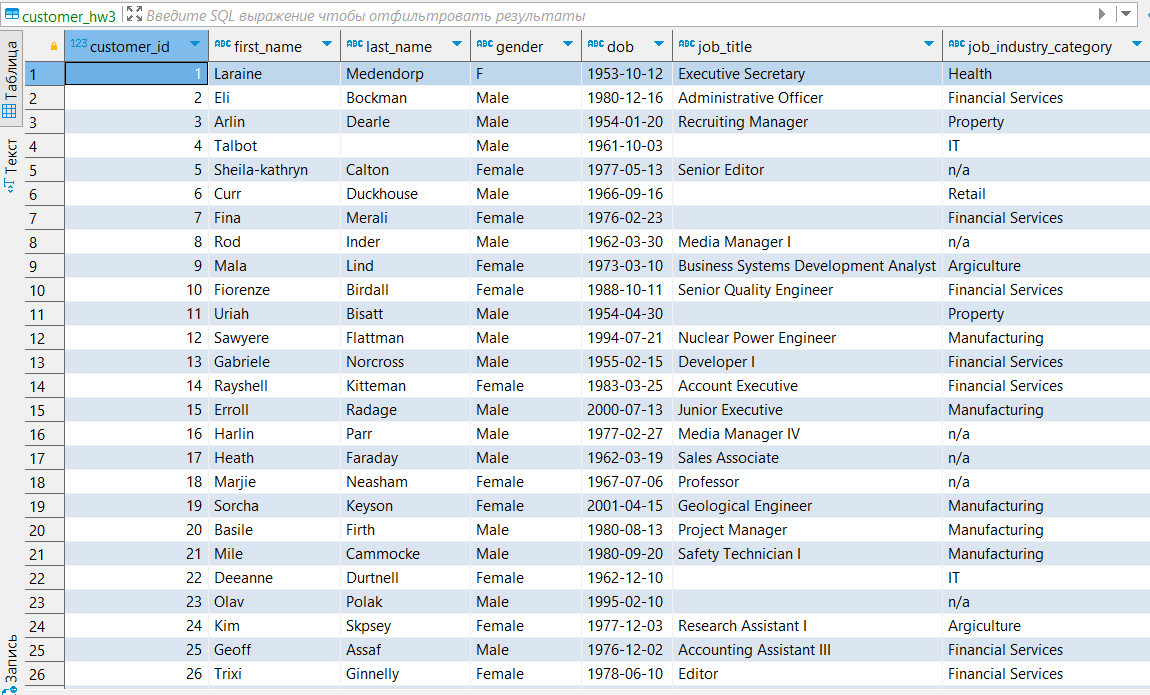 customer_hw3 Введите SQL выражение чтобы отфильтровать результаты
Таблица
Текст
Запись
123 customer_id ABC first_name ABC last_name ABC gender ABC dob ABC job_title ABC job_industry_category
1 1 Laraine Medendorp F 1953-10-12 Executive Secretary Health
2 2 Eli Bockman Male 1980-12-16 Administrative Officer Financial Services
3 3 Arlin Dearle Male 1954-01-20 Recruiting Manager Property
4 4 Talbot Male 1961-10-03 IT
5 5 Sheila-kathryn Calton Female 1977-05-13 Senior Editor n/a
6 6 Curr Duckhouse Male 1966-09-16 Retail
7 7 Fina Merali Female 1976-02-23 Financial Services
8 8 Rod Inder Male 1962-03-30 Media Manager I n/a
9 9 Mala Lind Female 1973-03-10 Business Systems Development Analyst Argiculture
10 10 Fiorenze Birdall Female 1988-10-11 Senior Quality Engineer Financial Services
11 11 Uriah Bisatt Male 1954-04-30 Property
12 12 Sawyere Flattman Male 1994-07-21 Nuclear Power Engineer Manufacturing
13 13 Gabriele Norcross Male 1955-02-15 Developer I Financial Services
14 14 Rayshell Kitteman Female 1983-03-25 Account Executive Financial Services
15 15 Erroll Radage Male 2000-07-13 Junior Executive Manufacturing
16 16 Harlin Parr Male 1977-02-27 Media Manager IV n/a
17 17 Heath Faraday Male 1962-03-19 Sales Associate n/a
18 18 Marjie Neasham Female 1967-07-06 Professor n/a
19 19 Sorcha Keyson Female 2001-04-15 Geological Engineer Manufacturing
20 20 Basile Firth Male 1980-08-13 Project Manager Manufacturing
21 21 Mile Cammocke Male 1980-09-20 Safety Technician I Manufacturing
22 22 Deeanne Durtnell Female 1962-12-10 IT
23 23 Olav Polak Male 1995-02-10 n/a
24 24 Kim Skpsey Female 1977-12-03 Research Assistant I Argiculture
25 25 Geoff Assaf Male 1976-12-02 Accounting Assistant III Financial Services
26 26 Trixi Ginnelly Female 1978-06-10 Editor Financial Services